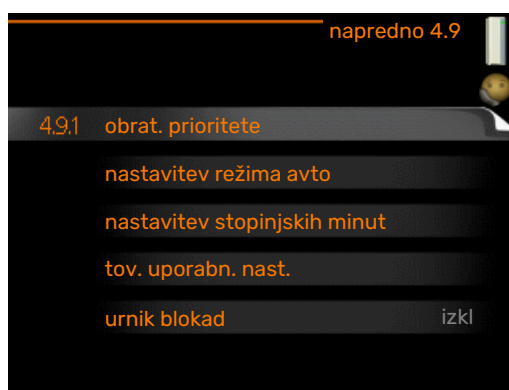 napredno 4.9
4.9.1 obrat. prioritete
nastavitev režima avto
nastavitev stopinjskih minut
tov. uporabn. nast.
urnik blokad izkl